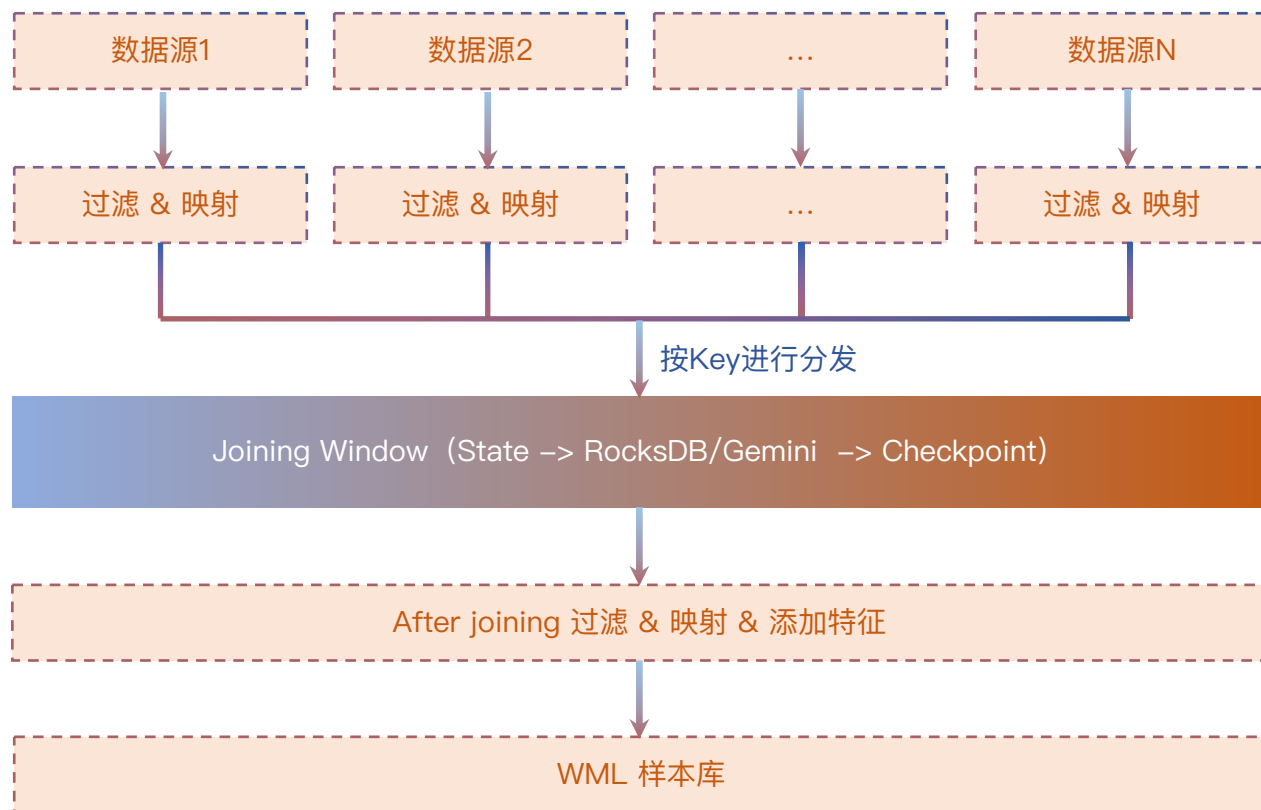 数据源1
数据源2
...
数据源N
过滤 & 映射
过滤 & 映射
...
过滤 & 映射
按Key进行分发
Joining Window（State -> RocksDB/Gemini -> Checkpoint）
After joining 过滤 & 映射 & 添加特征
WML 样本库